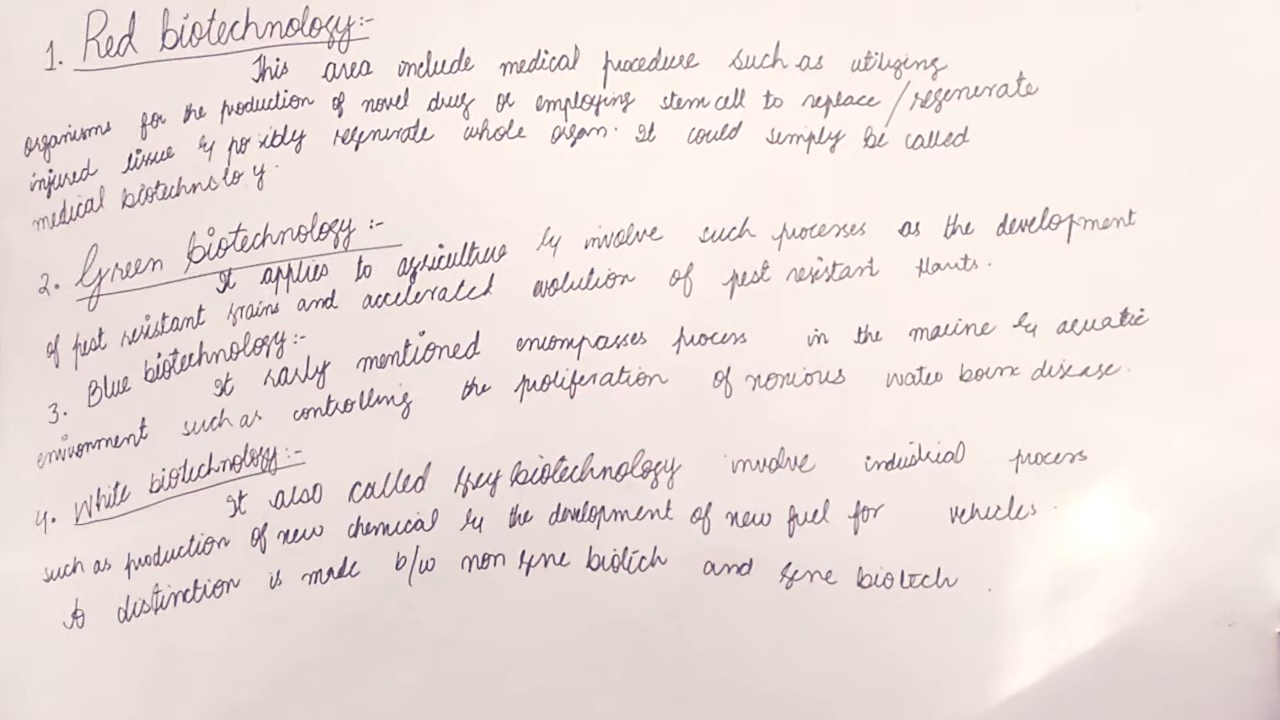 1. Red biotechnology:-
This area include medical procedure such as utilizing
organisms for the production of novel drug or employing stem cell to replace/regenerate
injured tissue & possibly regenerate whole organ. It could simply be called
medical biotechnology.
2. Green biotechnology :-
It applies to agriculture & involve such processes as the development
of pest resistant grains and accelerated evolution of pest resistant plants.
3. Blue biotechnology:-
It rarly mentioned encompasses process in the marine & aquatic
environment such as controlling the proliferation of noxious water borne disease.
4. White biotechnology:-
It also called grey biotechnology involve industrial process
such as production of new chemical & the development of new fuel for vehicles.
A distinction is made b/w non gene biotech and gene biotech.